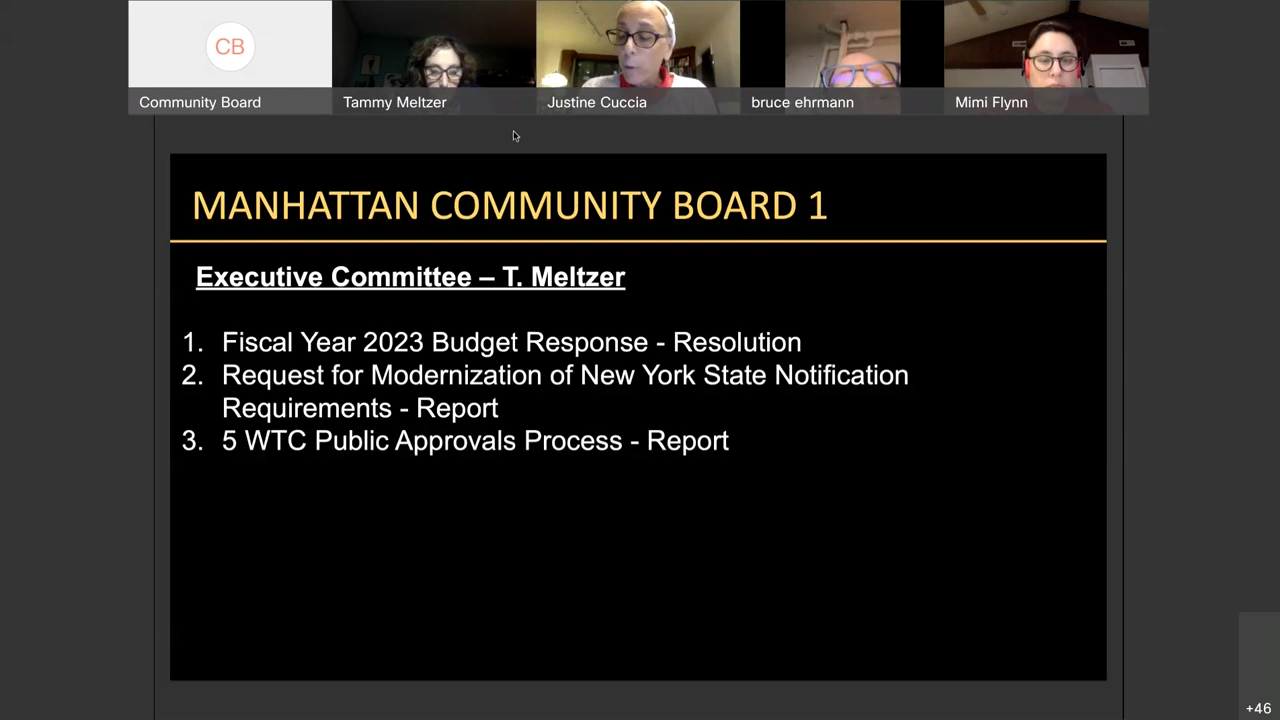 CB
Community Board
Tammy Meltzer
Justine Cuccia
bruce ehrmann
Mimi Flynn
MANHATTAN COMMUNITY BOARD 1
Executive Committee – T. Meltzer
1. Fiscal Year 2023 Budget Response - Resolution
2. Request for Modernization of New York State Notification
Requirements - Report
3. 5 WTC Public Approvals Process - Report
+46